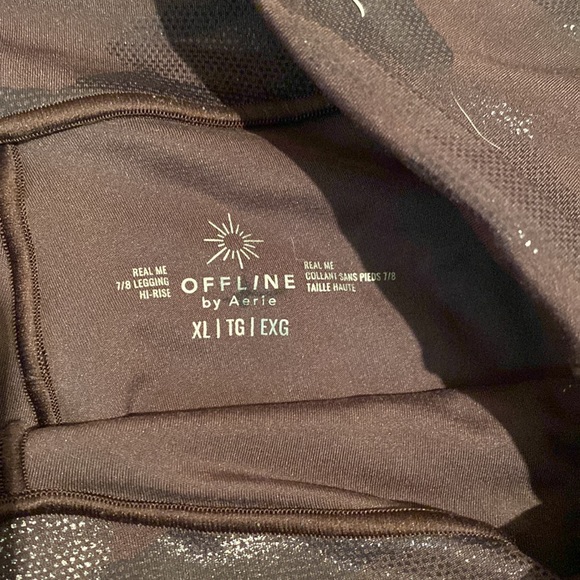 REAL ME
7/8 LEGGING
HI-RISE
OFFLINE
by Aerie
XL | TG | EXG
REAL ME
COLLANT SANS PIEDS 7/8
TAILLE HAUTE